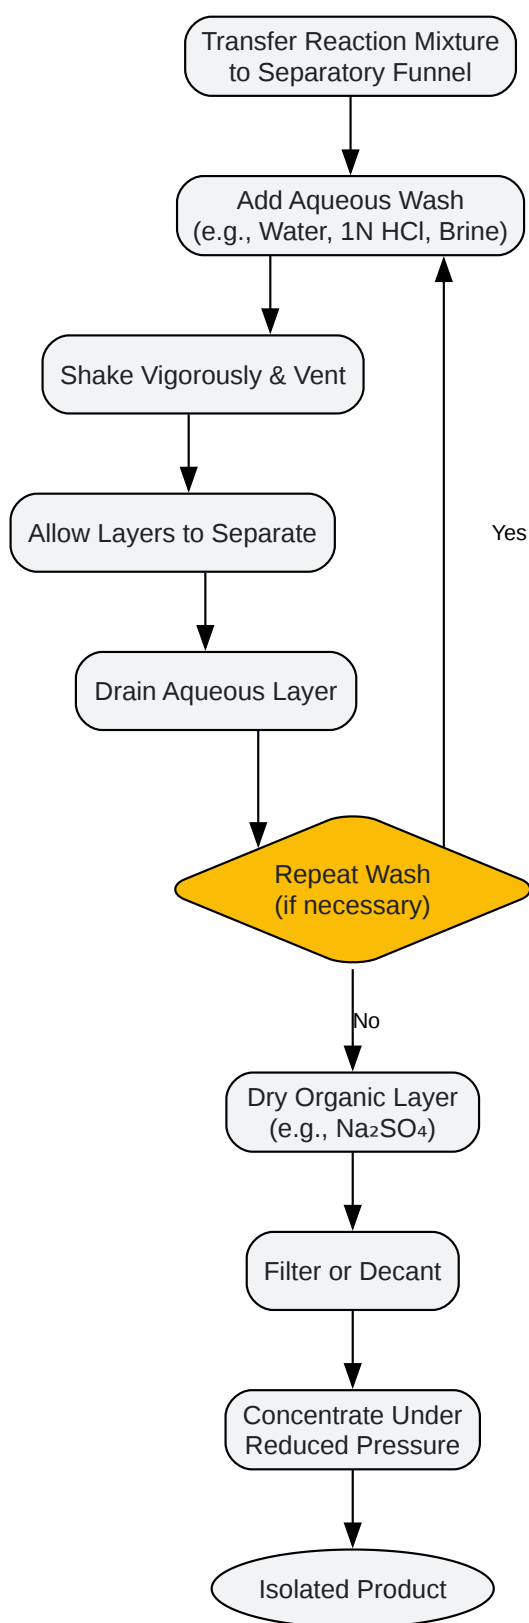 Transfer Reaction Mixture
to Separatory Funnel
Add Aqueous Wash
(e.g., Water, 1N HCl, Brine)
Shake Vigorously & Vent
Allow Layers to Separate
Yes
Drain Aqueous Layer
Repeat Wash
(if necessary)
No
Dry Organic Layer
(e.g., Na₂SO₄)
Filter or Decant
Concentrate Under
Reduced Pressure
Isolated Product